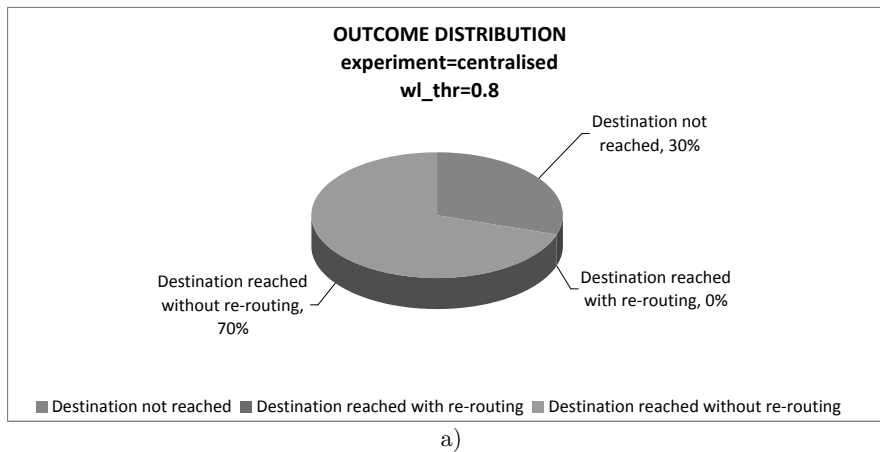 OUTCOME DISTRIBUTION
experiment=centralised
wl_thr=0.8
Destination not
reached, 30%
Destination reached
without re-routing,
70%
Destination reached
with re-routing, 0%
Destination not reached Destination reached with re-routing Destination reached without re-routing
a)